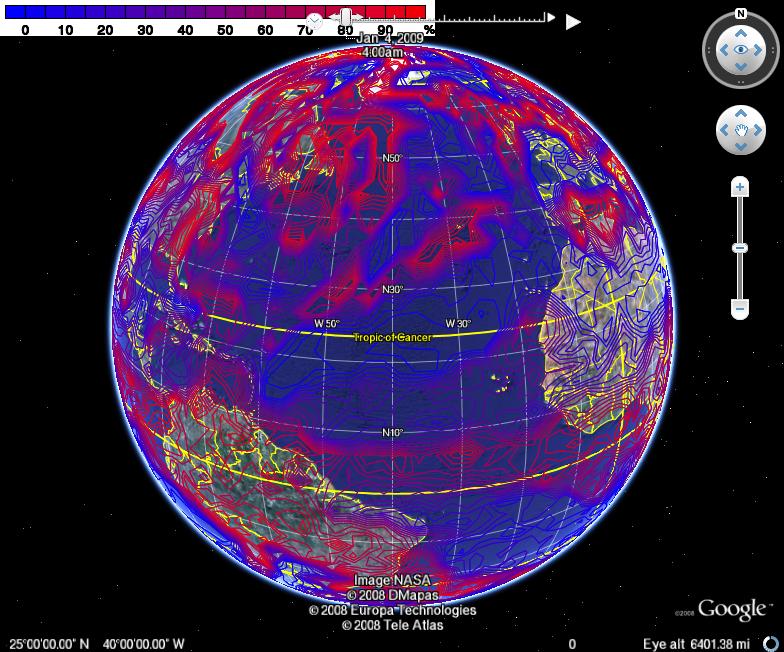 0 10 20 30 40 50 60 70 80 90 %
Jan 4, 2009
4:00am
N
N50°
N30°
W 50° W 30°
Tropic of Cancer
N10°
Image NASA
© 2008 DMapas
© 2008 Europa Technologies
© 2008 Tele Atlas
©2008 Google™
25°00'00.00" N 40°00'00.00" W 0 Eye alt 6401.38 mi